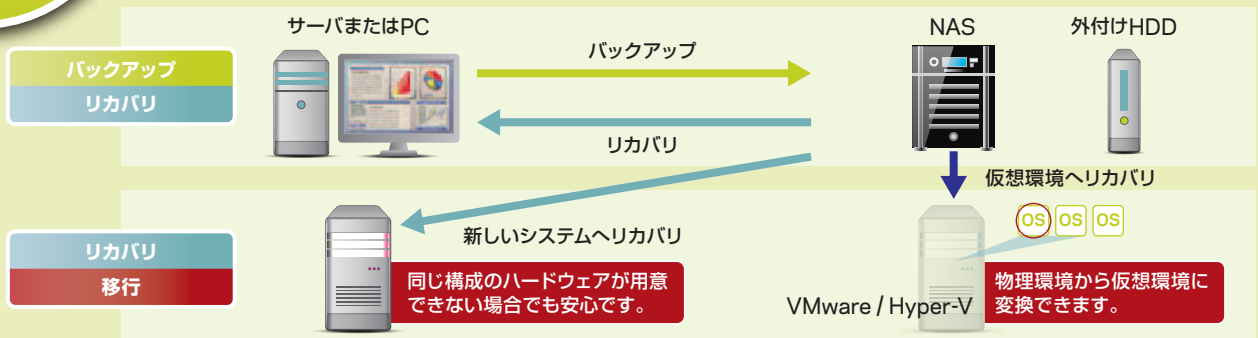 サーバまたはPC
NAS
外付けHDD
バックアップ
リカバリ
バックアップ
リカバリ
仮想環境へリカバリ
OS OS OS
リカバリ
移行
新しいシステムへリカバリ
同じ構成のハードウェアが用意
できない場合でも安心です。
VMware / Hyper-V
物理環境から仮想環境に
変換できます。